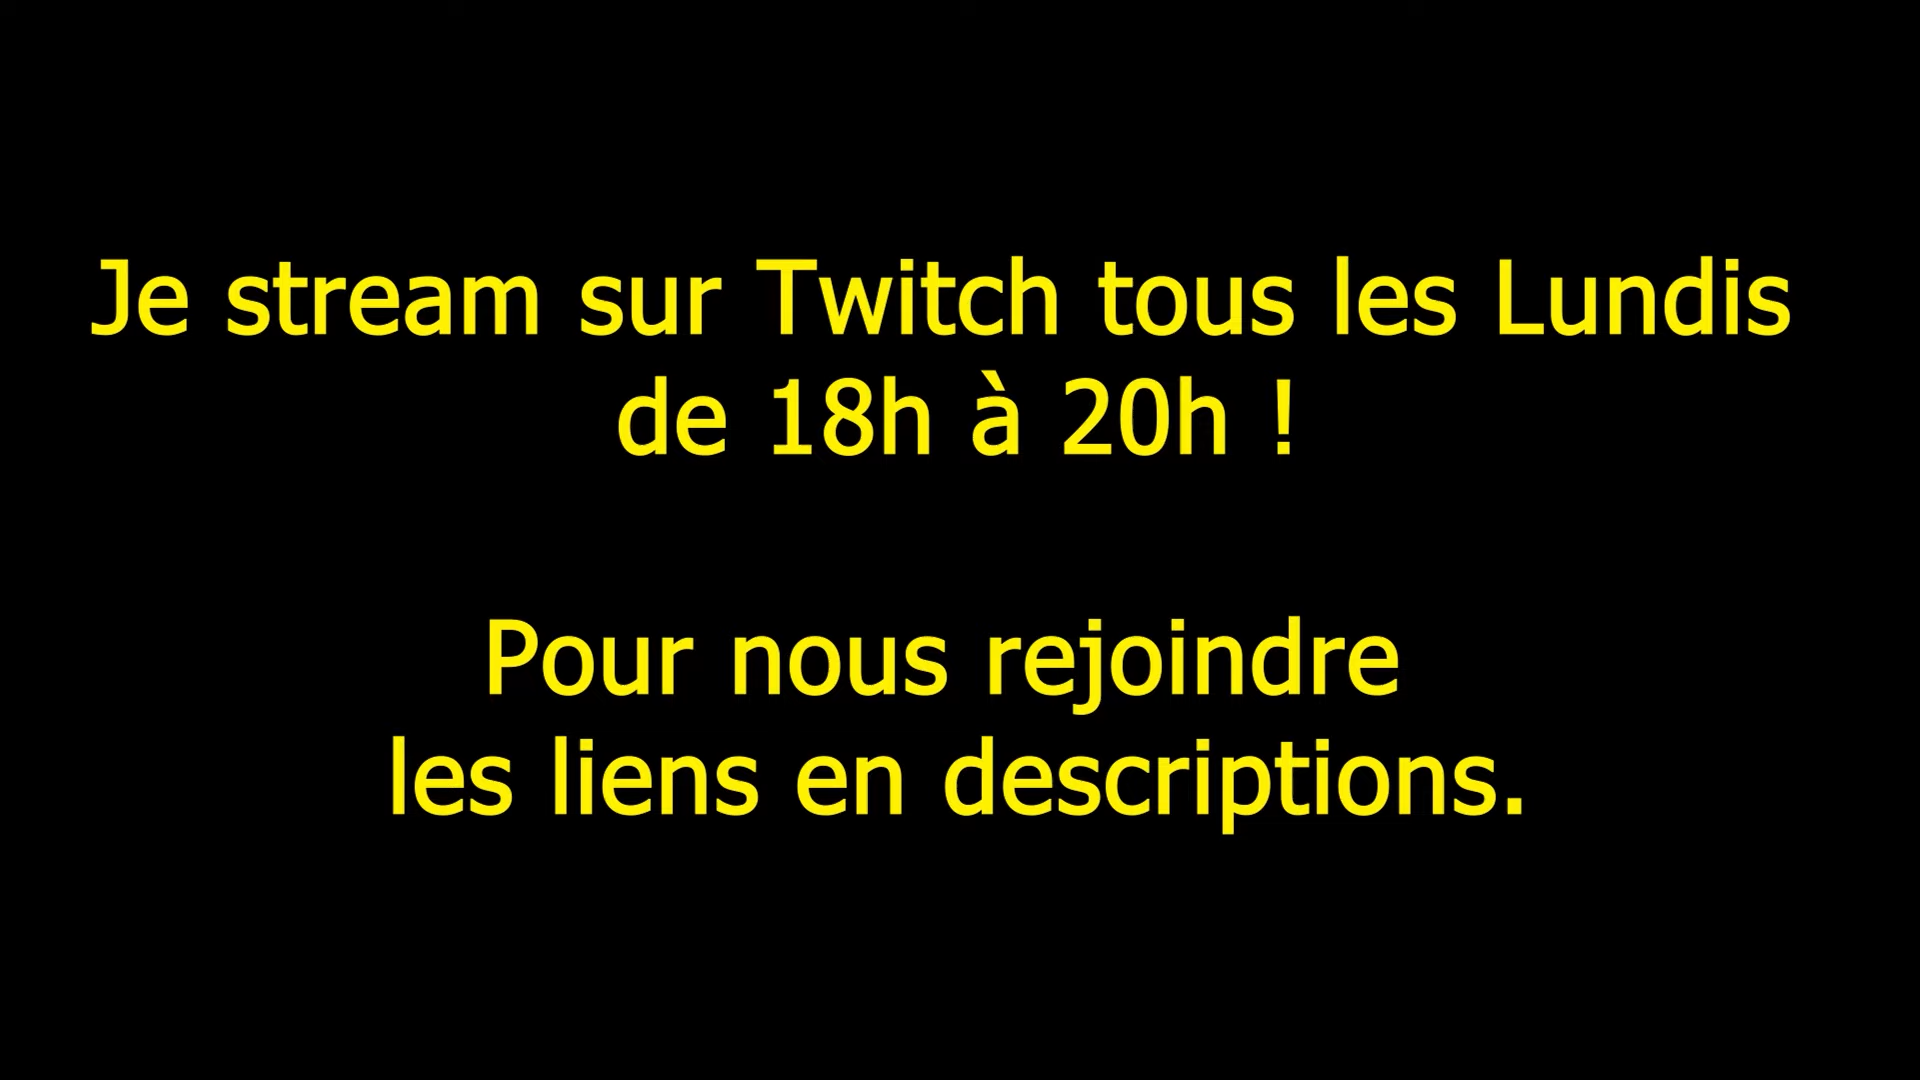 Je stream sur Twitch tous les Lundis
de 18h à 20h !
Pour nous rejoindre
les liens en descriptions.